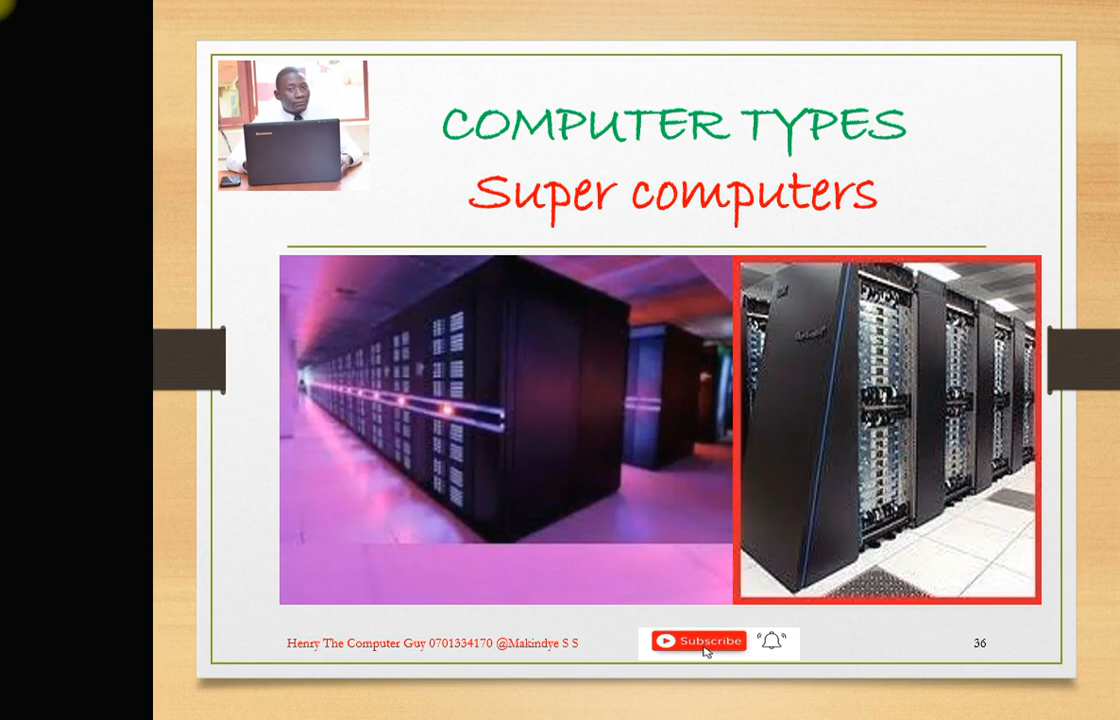 COMPUTER TYPES
Super computers
Henry The Computer Guy 0701334170 @Makindye S S
Subscribe
36